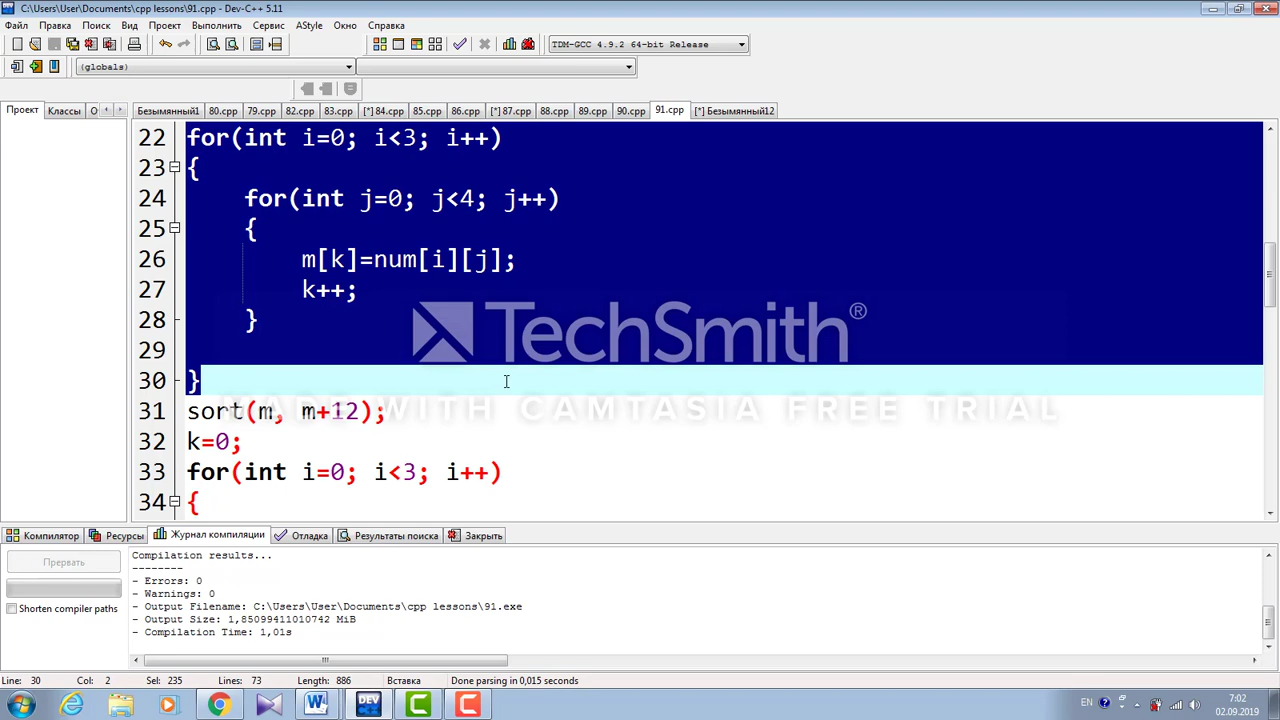 C:\Users\User\Documents\cpp lessons\91.cpp - Dev-C++ 5.11
Файл Правка Поиск Вид Проект Выполнить Сервис AStyle Окно Справка
TDM-GCC 4.9.2 64-bit Release
(globals)
Проект Классы О Безымянный1 80.cpp 79.cpp 82.cpp 83.cpp [*] 84.cpp 85.cpp 86.cpp [*] 87.cpp 88.cpp 89.cpp 90.cpp 91.cpp [*] Безымянный12
22 for(int i=0; i<3; i++)
23 {
24 for(int j=0; j<4; j++)
25 {
26 m[k]=num[i][j];
27 k++;
28 }
29
30 }
31 sort(m, m+12);
32 k=0;
33 for(int i=0; i<3; i++)
34 {
TechSmith®
MADE WITH CAMTASIA FREE TRIAL
Компилятор Ресурсы Журнал компиляции Отладка Результаты поиска Закрыть
Прервать
Shorten compiler paths
Compilation results...
--------
- Errors: 0
- Warnings: 0
- Output Filename: C:\Users\User\Documents\cpp lessons\91.exe
- Output Size: 1,85099411010742 MiB
- Compilation Time: 1,01s
Line: 30 Col: 2 Sel: 235 Lines: 73 Length: 886 Вставка Done parsing in 0,015 seconds
EN 7:02
02.09.2019